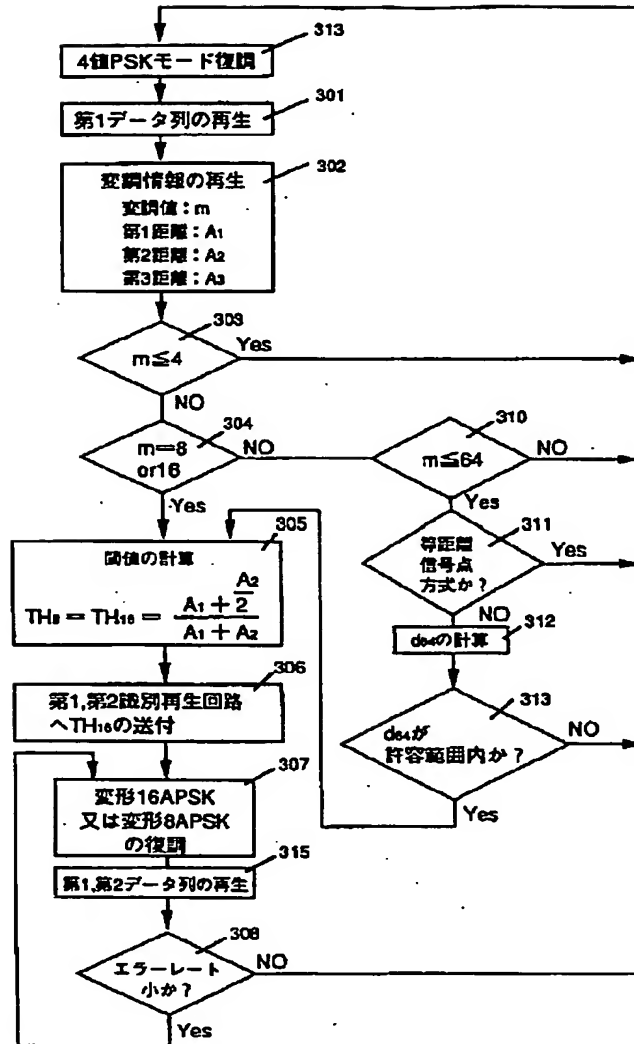 313
4値PSKモード復調
301
第1データ列の再生
302
変調情報の再生
変調値：m
第1距離：A1
第2距離：A2
第3距離：A3
303
m≦4
Yes
NO
304
m=8
or16
NO
Yes
310
m≦64
NO
Yes
311
等距離
信号点
方式か？
Yes
NO
312
d64の計算
313
d64が
許容範囲内か？
NO
Yes
305
閾値の計算
TH8 = TH16 = (A1 + A2/2) / (A1 + A2)
306
第1,第2識別再生回路
へTH16の送付
307
変形16APSK
又は変形8APSK
の復調
315
第1,第2データ列の再生
308
エラーレート
小か？
NO
Yes